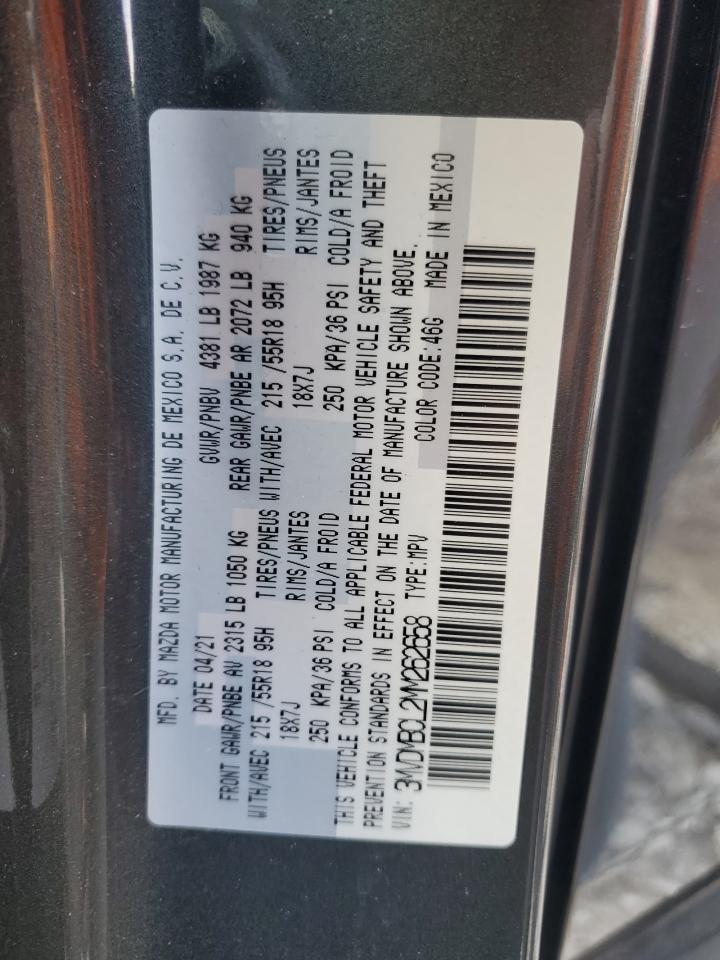 MFD. BY MAZDA MOTOR MANUFACTURING DE MEXICO S.A. DE C.V.
DATE 04/21 GVWR/PNBV 4381 LB 1987 KG
FRONT GAWR/PNBE AV 2315 LB 1050 KG REAR GAWR/PNBE AR 2072 LB 940 KG
WITH/AVEC 215 /55R18 95H TIRES/PNEUS WITH/AVEC 215 /55R18 95H TIRES/PNEUS
18X7J RIMS/JANTES 18X7J RIMS/JANTES
250 KPA/36 PSI COLD/A FROID 250 KPA/36 PSI COLD/A FROID
THIS VEHICLE CONFORMS TO ALL APPLICABLE FEDERAL MOTOR VEHICLE SAFETY AND THEFT
PREVENTION STANDARDS IN EFFECT ON THE DATE OF MANUFACTURE SHOWN ABOVE.
VIN: 3MVDMBCL2MM262658 TYPE:MPV COLOR CODE:46G MADE IN MEXICO